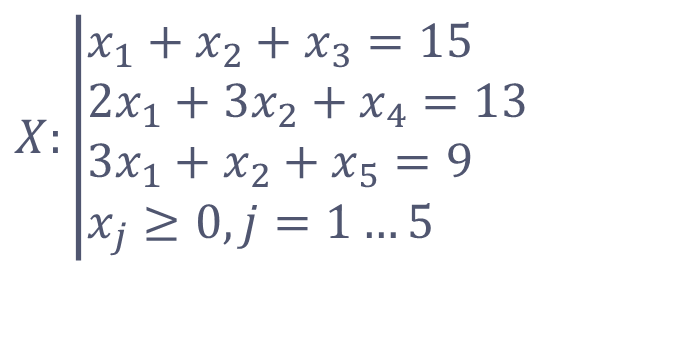 x₁ + x₂ + x₃ = 15
2x₁ + 3x₂ + x₄ = 13
X: 3x₁ + x₂ + x₅ = 9
xⱼ ≥ 0, j = 1 … 5